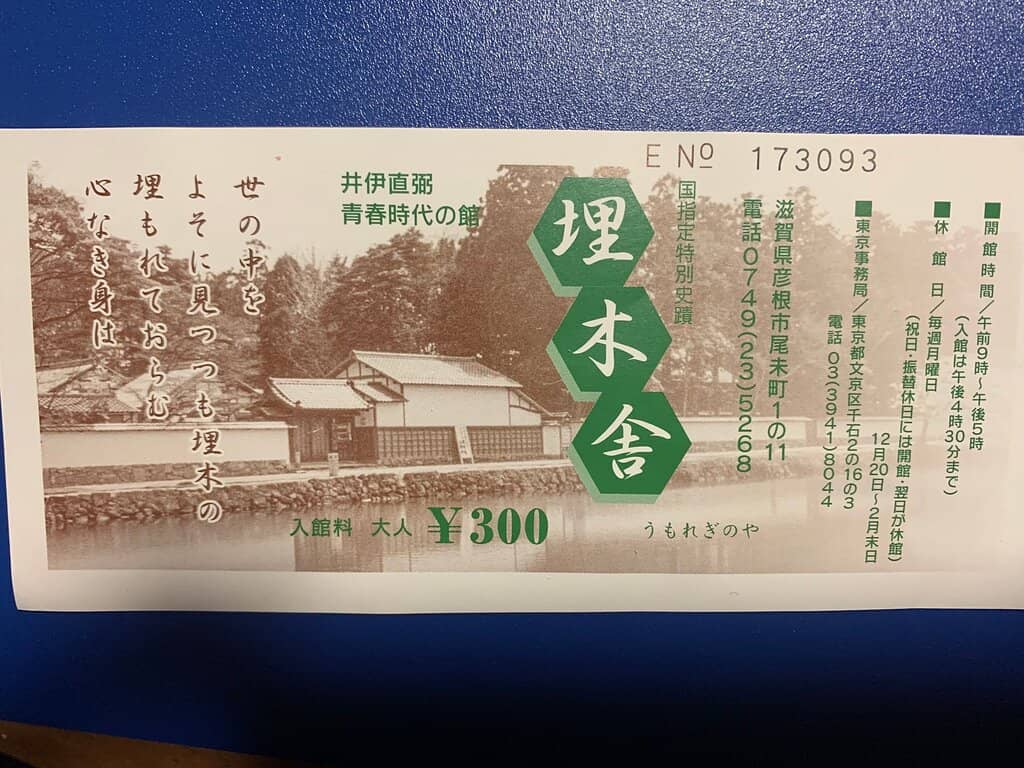 E No 173093
■開館時間/午前9時~午後5時
(入館は午後4時30分まで)
■休館日/毎週月曜日
(祝日・振替休日には開館・翌日が休館)
12月20日~2月末日
■東京事務局/東京都文京区千石2の16の3
電話 03(3941)8044
滋賀県彦根市尾末町1の11
電話0749(23)5268
国指定特別史蹟
埋木舎
うもれぎのや
井伊直弼
青春時代の館
世の中を
よそに見つつも埋木の
埋もれておらむ
心なき身は
入館料 大人 ¥300